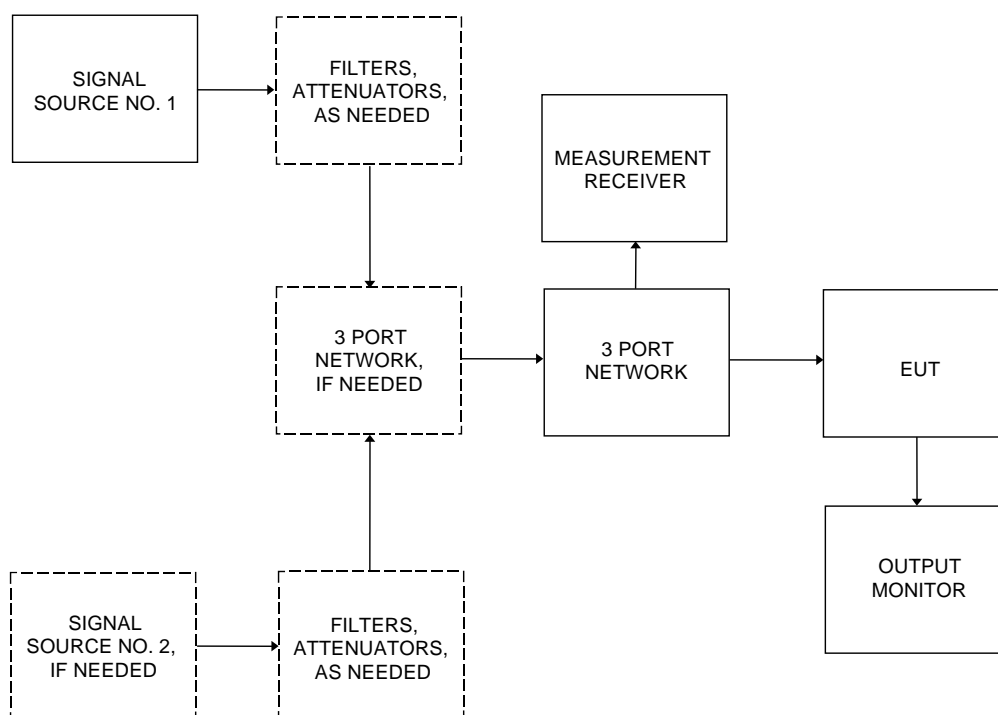 SIGNAL
SOURCE NO. 1
FILTERS,
ATTENUATORS,
AS NEEDED
MEASUREMENT
RECEIVER
3 PORT
NETWORK,
IF NEEDED
3 PORT
NETWORK
EUT
OUTPUT
MONITOR
SIGNAL
SOURCE NO. 2,
IF NEEDED
FILTERS,
ATTENUATORS,
AS NEEDED